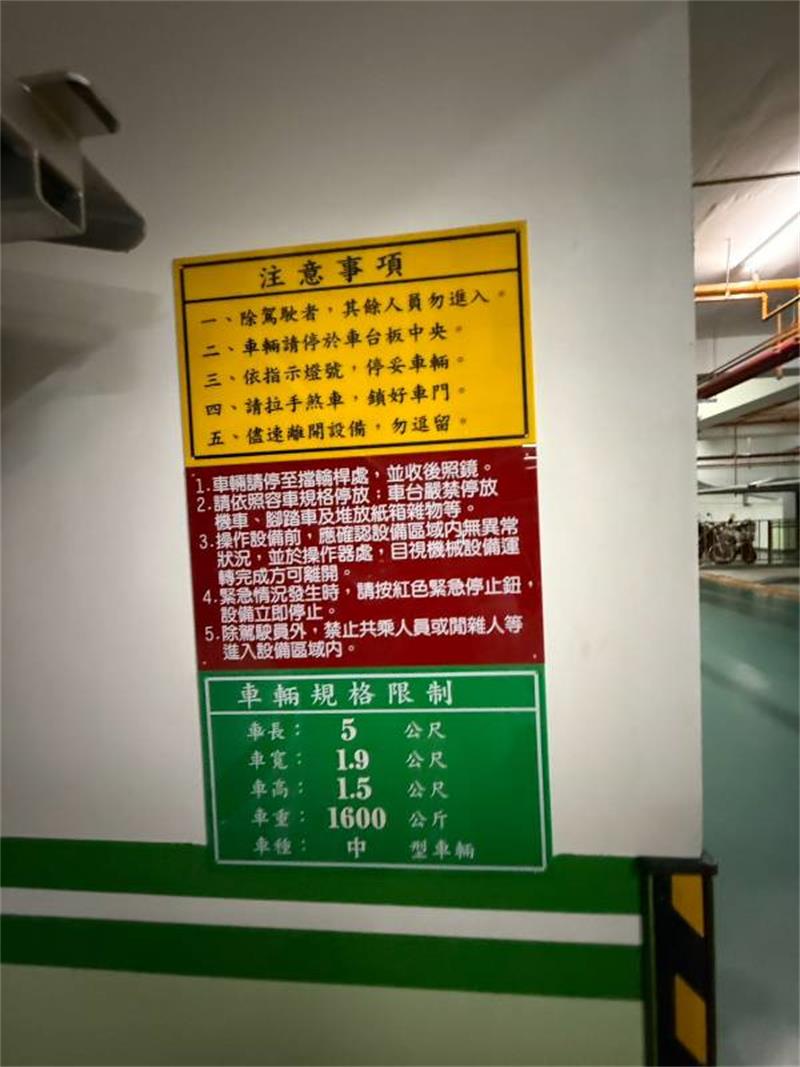 注意事項
一、除駕駛者，其餘人員勿進入。
二、車輛請停於車台板中央。
三、依指示燈號，停妥車輛。
四、請拉手煞車，鎖好車門。
五、儘速離開設備，勿逗留。
1.車輛請停至擋輪桿處，並收後照鏡。
2.請依照容車規格停放；車台嚴禁停放
機車、腳踏車及堆放紙箱雜物等。
3.操作設備前，應確認設備區域內無異常
狀況，並於操作器處，目視機械設備運
轉完成方可離開。
4.緊急情況發生時，請按紅色緊急停止鈕，
設備立即停止。
5.除駕駛員外，禁止共乘人員或閒雜人等
進入設備區域內。
車輛規格限制
車長： 5 公尺
車寬： 1.9 公尺
車高： 1.5 公尺
車重： 1600 公斤
車種： 中 型車輛